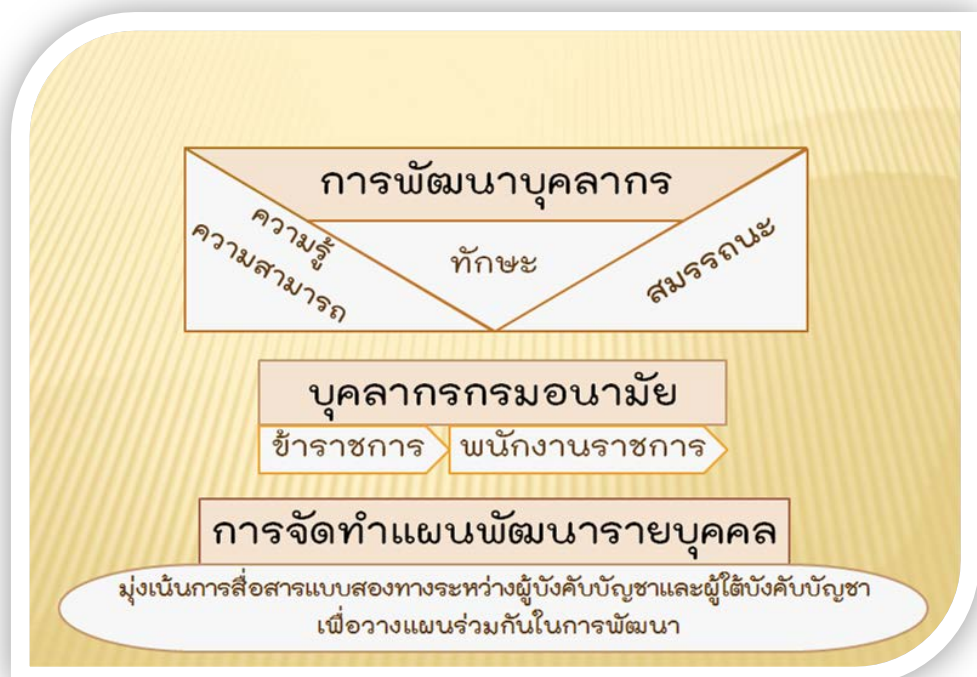 การพัฒนาบุคลากร
ความรู้
ความสามารถ
ทักษะ
สมรรถนะ
บุคลากรกรมอนามัย
ข้าราชการ
พนักงานราชการ
การจัดทำแผนพัฒนารายบุคคล
มุ่งเน้นการสื่อสารแบบสองทางระหว่างผู้บังคับบัญชาและผู้ใต้บังคับบัญชา
เพื่อวางแผนร่วมกันในการพัฒนา